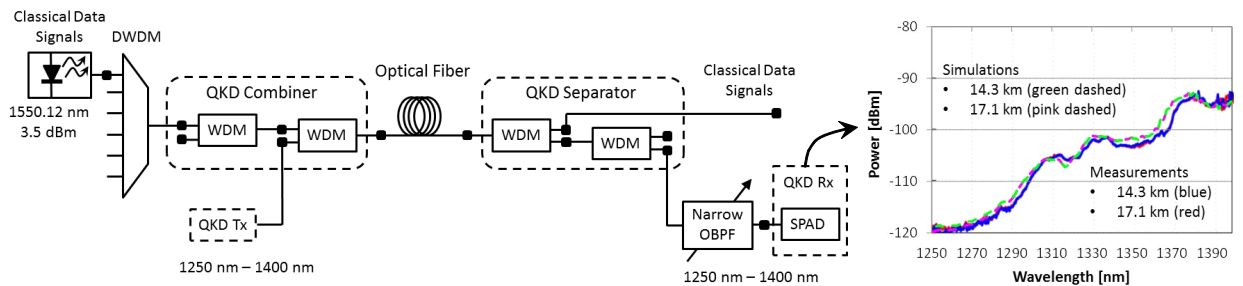 Classical Data
Signals
DWDM
1550.12 nm
3.5 dBm
QKD Combiner
WDM
WDM
QKD Tx
1250 nm – 1400 nm
Optical Fiber
QKD Separator
WDM
WDM
Classical Data
Signals
QKD Rx
SPAD
Narrow
OBPF
1250 nm – 1400 nm
Power [dBm]
-80
-90
-100
-110
-120
Simulations
• 14.3 km (green dashed)
• 17.1 km (pink dashed)
Measurements
• 14.3 km (blue)
• 17.1 km (red)
1250 1270 1290 1310 1330 1350 1370 1390
Wavelength [nm]